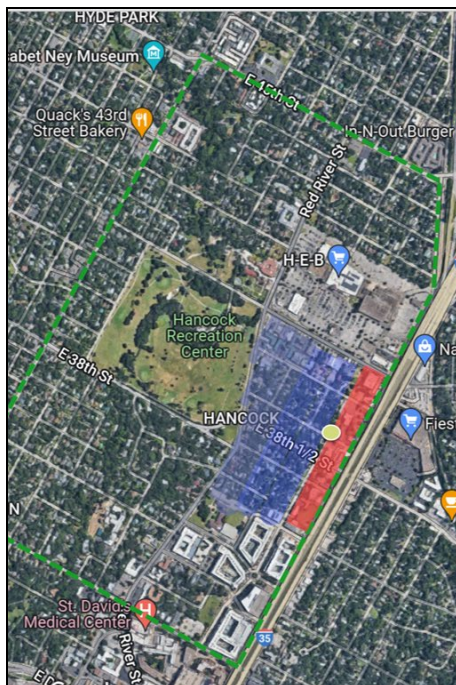 HYDE PARK
sabet Ney Museum
Quack's 43rd
Street Bakery
E 45th St
In-N-Out Burger
Red River St
H-E-B
Hancock
Recreation
Center
Na
E 38th St
HANCOCK
Fiest
E 38th 1/2 St
N
St. David's
Medical Center
River St
35